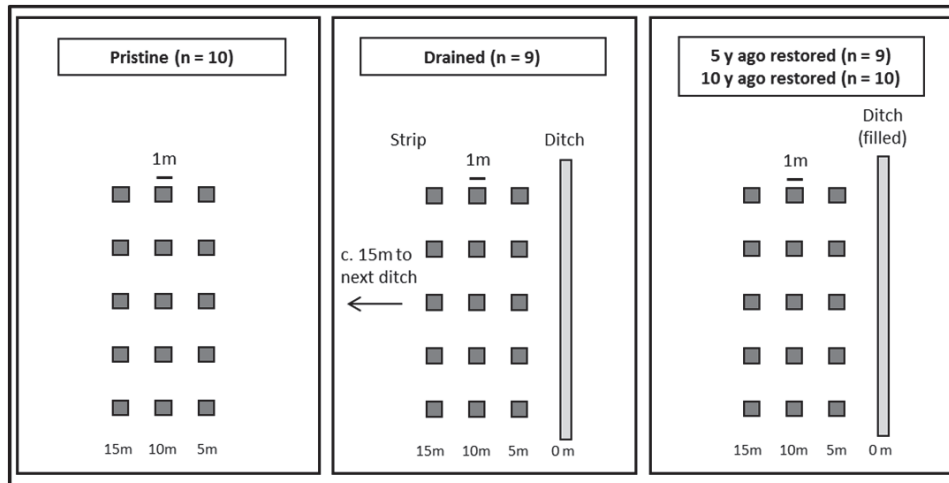 Pristine (n = 10)
1m
15m 10m 5m
Drained (n = 9)
Strip
Ditch
1m
c. 15m to
next ditch
15m 10m 5m 0 m
5 y ago restored (n = 9)
10 y ago restored (n = 10)
Ditch
(filled)
1m
15m 10m 5m 0 m